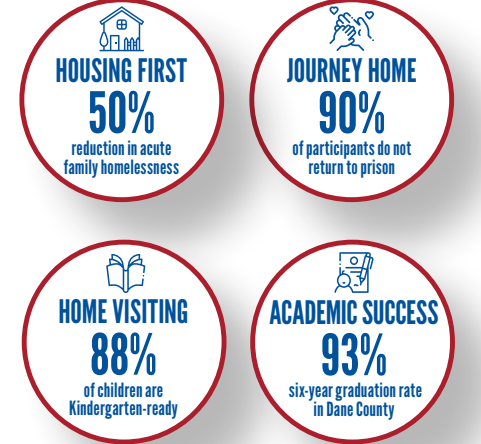 HOUSING FIRST
50%
reduction in acute
family homelessness
JOURNEY HOME
90%
of participants do not
return to prison
HOME VISITING
88%
of children are
Kindergarten-ready
ACADEMIC SUCCESS
93%
six-year graduation rate
in Dane County